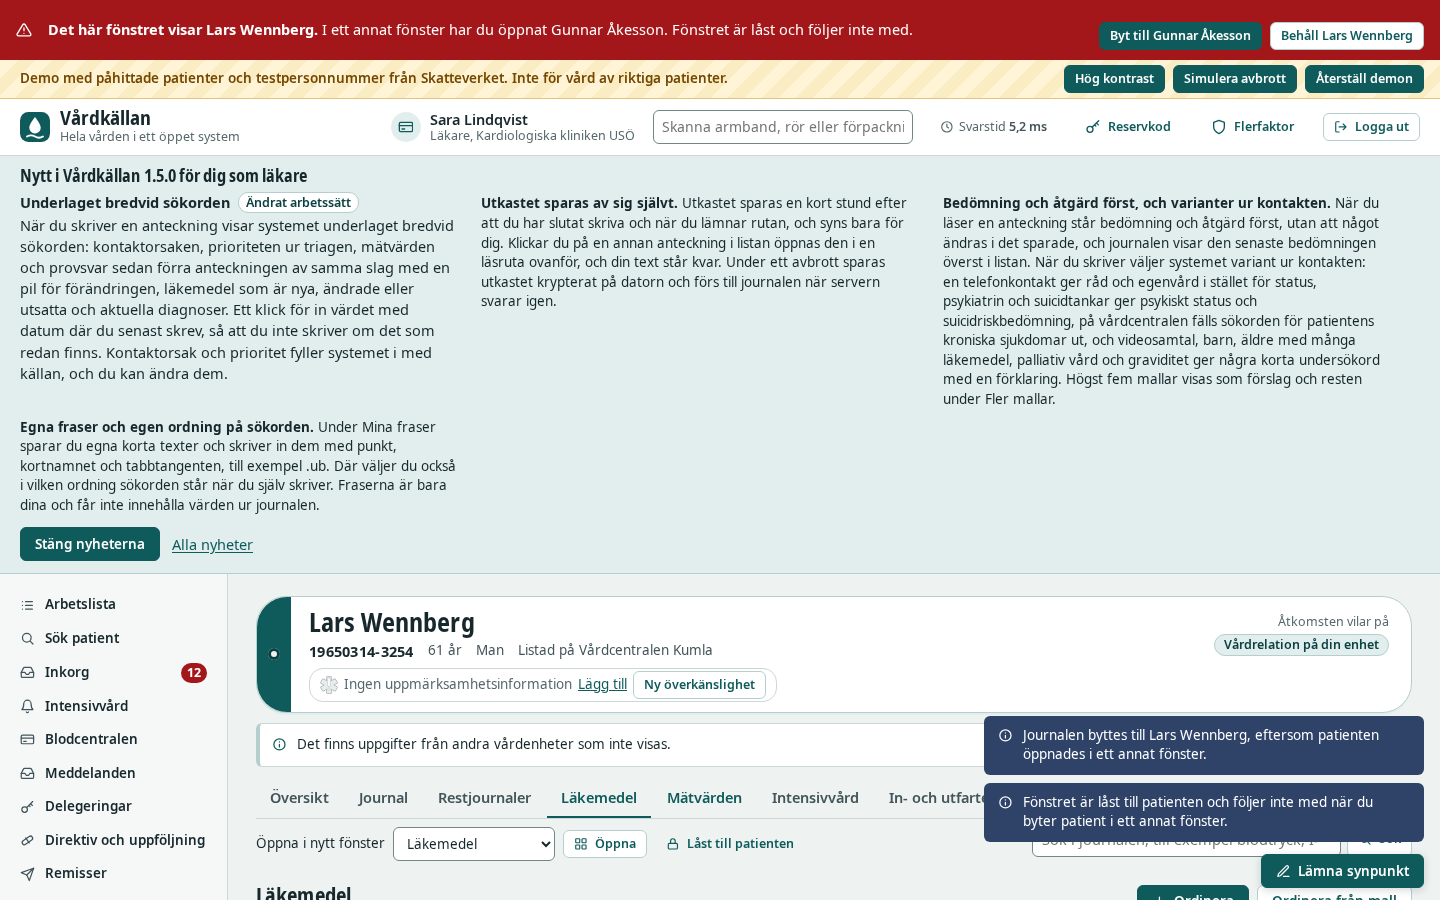 Det här fönstret visar Lars Wennberg. I ett annat fönster har du öppnat Gunnar Åkesson. Fönstret är låst och följer inte med.
Byt till Gunnar Åkesson
Behåll Lars Wennberg
Demo med påhittade patienter och testpersonnummer från Skatteverket. Inte för vård av riktiga patienter.
Hög kontrast
Simulera avbrott
Återställ demon
Vårdkällan
Hela vården i ett öppet system
Sara Lindqvist
Läkare, Kardiologiska kliniken USÖ
Skanna armband, rör eller förpackni
Svarstid 5,2 ms
Reservkod
Flerfaktor
Logga ut
Nytt i Vårdkällan 1.5.0 för dig som läkare
Underlaget bredvid sökorden Ändrat arbetssätt
När du skriver en anteckning visar systemet underlaget bredvid
sökorden: kontaktorsaken, prioriteten ur triagen, mätvärden
och provsvar sedan förra anteckningen av samma slag med en
pil för förändringen, läkemedel som är nya, ändrade eller
utsatta och aktuella diagnoser. Ett klick för in värdet med
datum där du senast skrev, så att du inte skriver om det som
redan finns. Kontaktorsak och prioritet fyller systemet i med
källan, och du kan ändra dem.
Utkastet sparas av sig självt. Utkastet sparas en kort stund efter
att du har slutat skriva och när du lämnar rutan, och syns bara för
dig. Klickar du på en annan anteckning i listan öppnas den i en
läsruta ovanför, och din text står kvar. Under ett avbrott sparas
utkastet krypterat på datorn och förs till journalen när servern
svarar igen.
Bedömning och åtgärd först, och varianter ur kontakten. När du
läser en anteckning står bedömning och åtgärd först, utan att något
ändras i det sparade, och journalen visar den senaste bedömningen
överst i listan. När du skriver väljer systemet variant ur kontakten:
en telefonkontakt ger råd och egenvård i stället för status,
psykiatrin och suicidtankar ger psykiskt status och
suicidriskbedömning, på vårdcentralen fälls sökorden för patientens
kroniska sjukdomar ut, och videosamtal, barn, äldre med många
läkemedel, palliativ vård och graviditet ger några korta undersökord
med en förklaring. Högst fem mallar visas som förslag och resten
under Fler mallar.
Egna fraser och egen ordning på sökorden. Under Mina fraser
sparar du egna korta texter och skriver in dem med punkt,
kortnamnet och tabbtangenten, till exempel .ub. Där väljer du också
i vilken ordning sökorden står när du själv skriver. Fraserna är bara
dina och får inte innehålla värden ur journalen.
Stäng nyheterna
Alla nyheter
Arbetslista
Sök patient
Inkorg 12
Intensivvård
Blodcentralen
Meddelanden
Delegeringar
Direktiv och uppföljning
Remisser
Lars Wennberg
19650314-3254 61 år Man Listad på Vårdcentralen Kumla
Ingen uppmärksamhetsinformation Lägg till Ny överkänslighet
Åtkomsten vilar på
Vårdrelation på din enhet
Det finns uppgifter från andra vårdenheter som inte visas.
Journalen byttes till Lars Wennberg, eftersom patienten
öppnades i ett annat fönster.
Fönstret är låst till patienten och följer inte med när du
byter patient i ett annat fönster.
Översikt
Journal
Restjournaler
Läkemedel
Mätvärden
Intensivvård
In- och utfarte
Öppna i nytt fönster
Läkemedel
Öppna
Låst till patienten
Lämna synpunkt
Läkemedel
Ordinera
Ordinera från mall